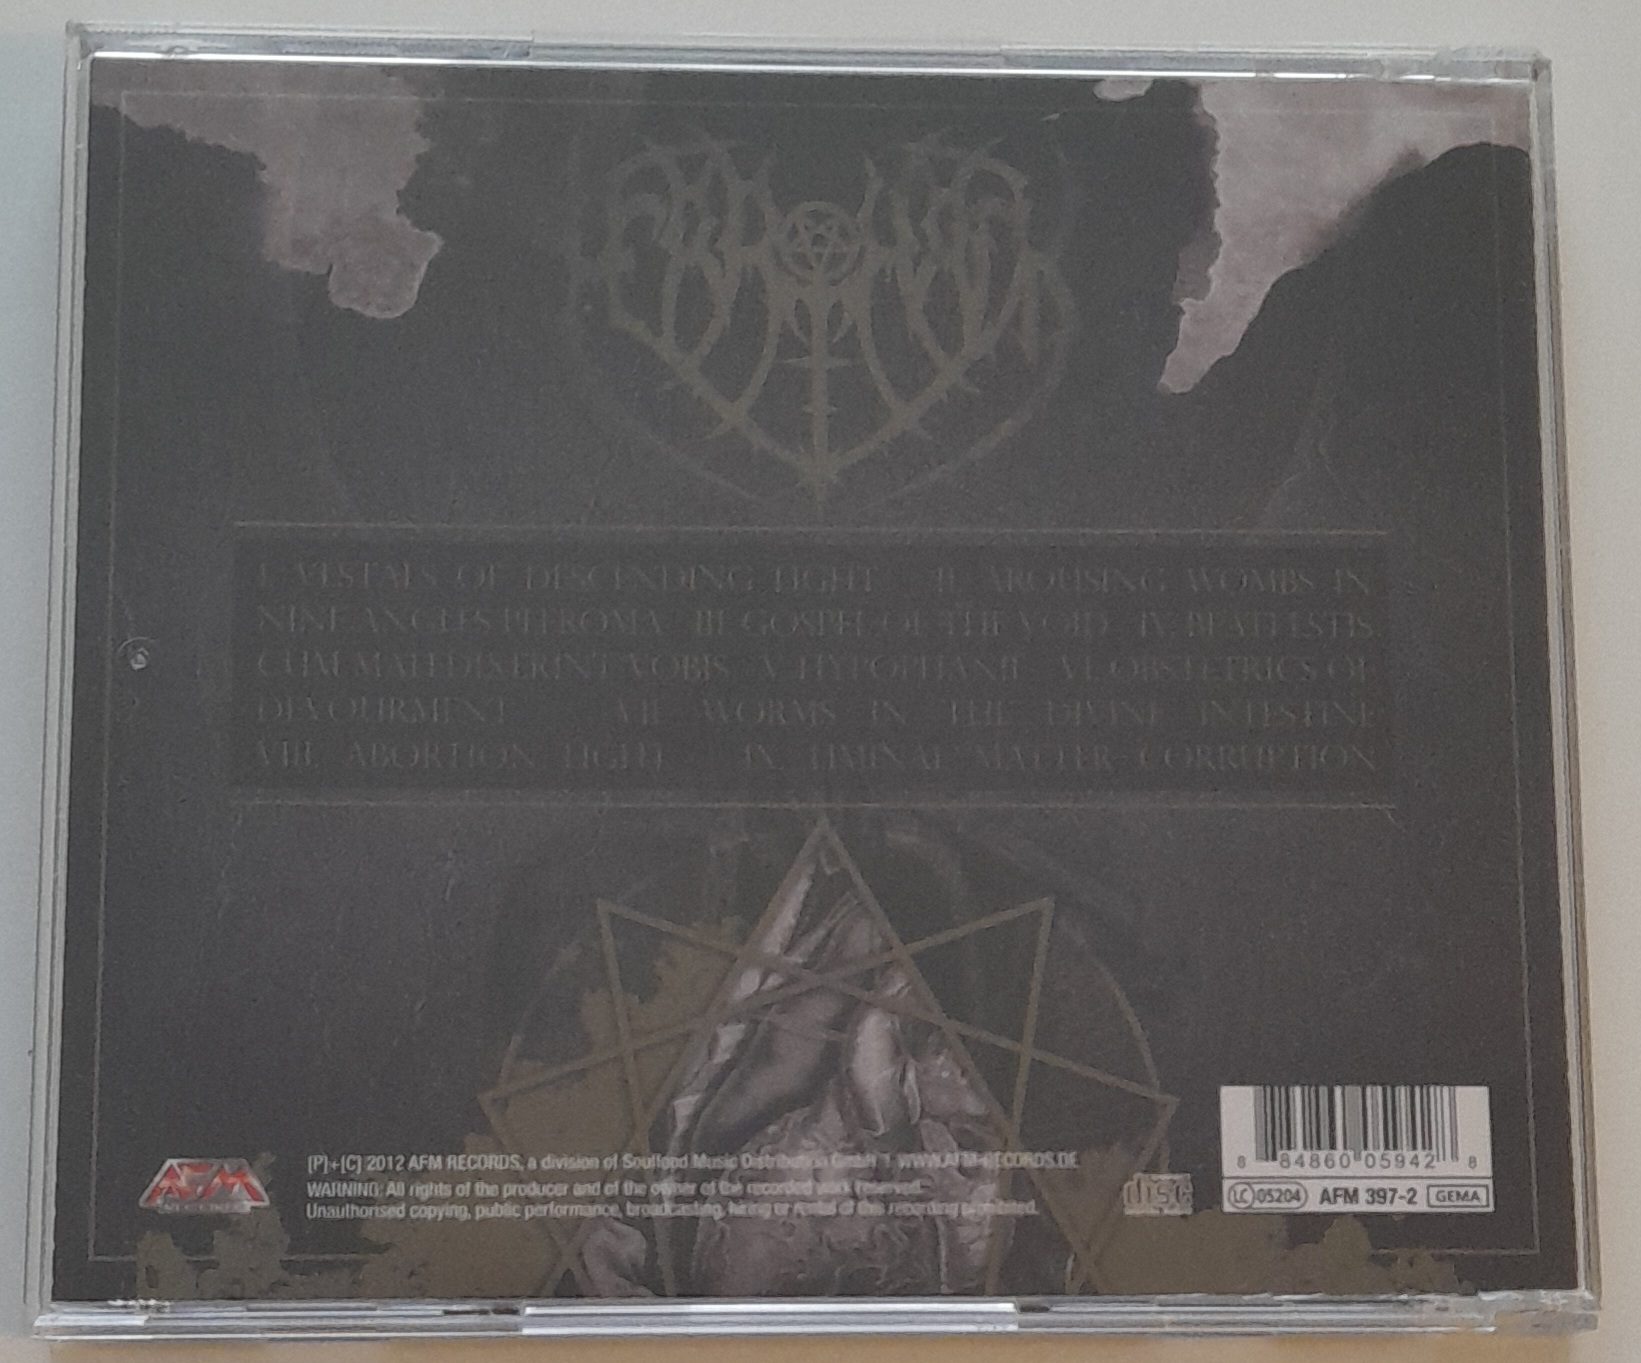 I. VESTALS OF DESCENDING LIGHT II. AROUSING WOMBS IN
NINE ANGLES PLEROMA III. GOSPEL OF THE VOID IV. BEATI ESTIS
CUM MALEDIXERINT VOBIS V. HYPOPHANII VI. OBSTETRICS OF
DEVOURMENT VII. WORMS IN THE DIVINE INTESTINE
VIII. ABORTION LIGHT IX. LIMINAL MATTER-CORRUPTION
AFM
RECORDS
(P)+(C) 2012 AFM RECORDS, a division of Soulfood Music Distribution GmbH | WWW.AFM-RECORDS.DE
WARNING: All rights of the producer and of the owner of the recorded work reserved.
Unauthorised copying, public performance, broadcasting, hiring or rental of this recording prohibited.
disc
8 84860 05942 8
LC 05204 AFM 397-2 GEMA